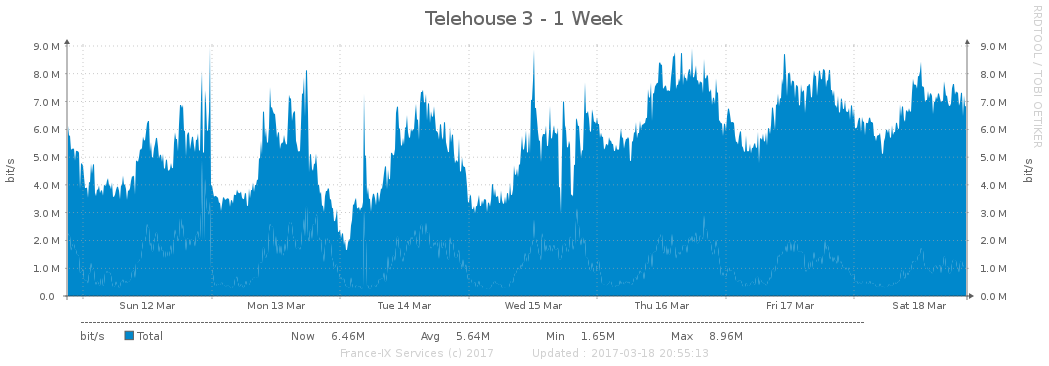 Telehouse 3 - 1 Week
RRDTOOL / TOBI OETIKER
9.0 M 9.0 M
8.0 M 8.0 M
7.0 M 7.0 M
6.0 M 6.0 M
5.0 M 5.0 M
4.0 M 4.0 M
3.0 M 3.0 M
2.0 M 2.0 M
1.0 M 1.0 M
0.0 0.0 M
bit/s
bit/s
Sun 12 Mar Mon 13 Mar Tue 14 Mar Wed 15 Mar Thu 16 Mar Fri 17 Mar Sat 18 Mar
bit/s Total Now 6.46M Avg 5.64M Min 1.65M Max 8.96M
France-IX Services (c) 2017 Updated : 2017-03-18 20:55:13